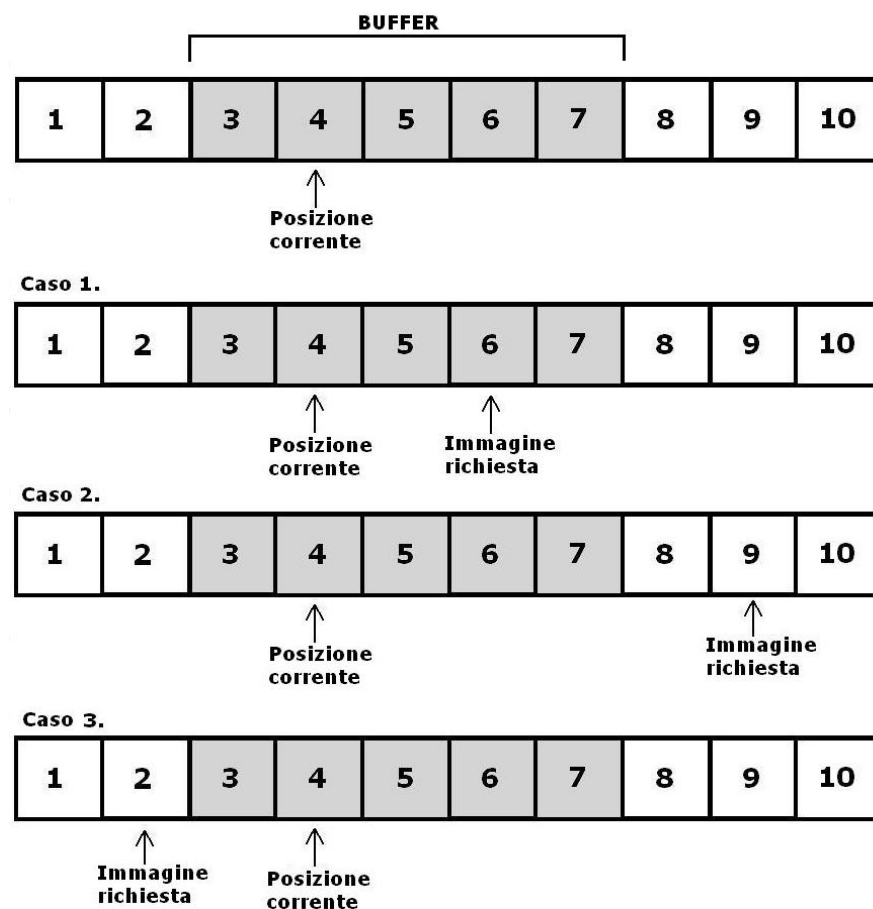 BUFFER
1 2 3 4 5 6 7 8 9 10
Posizione
corrente
Caso 1.
1 2 3 4 5 6 7 8 9 10
Posizione
corrente
Immagine
richiesta
Caso 2.
1 2 3 4 5 6 7 8 9 10
Posizione
corrente
Immagine
richiesta
Caso 3.
1 2 3 4 5 6 7 8 9 10
Immagine
richiesta
Posizione
corrente